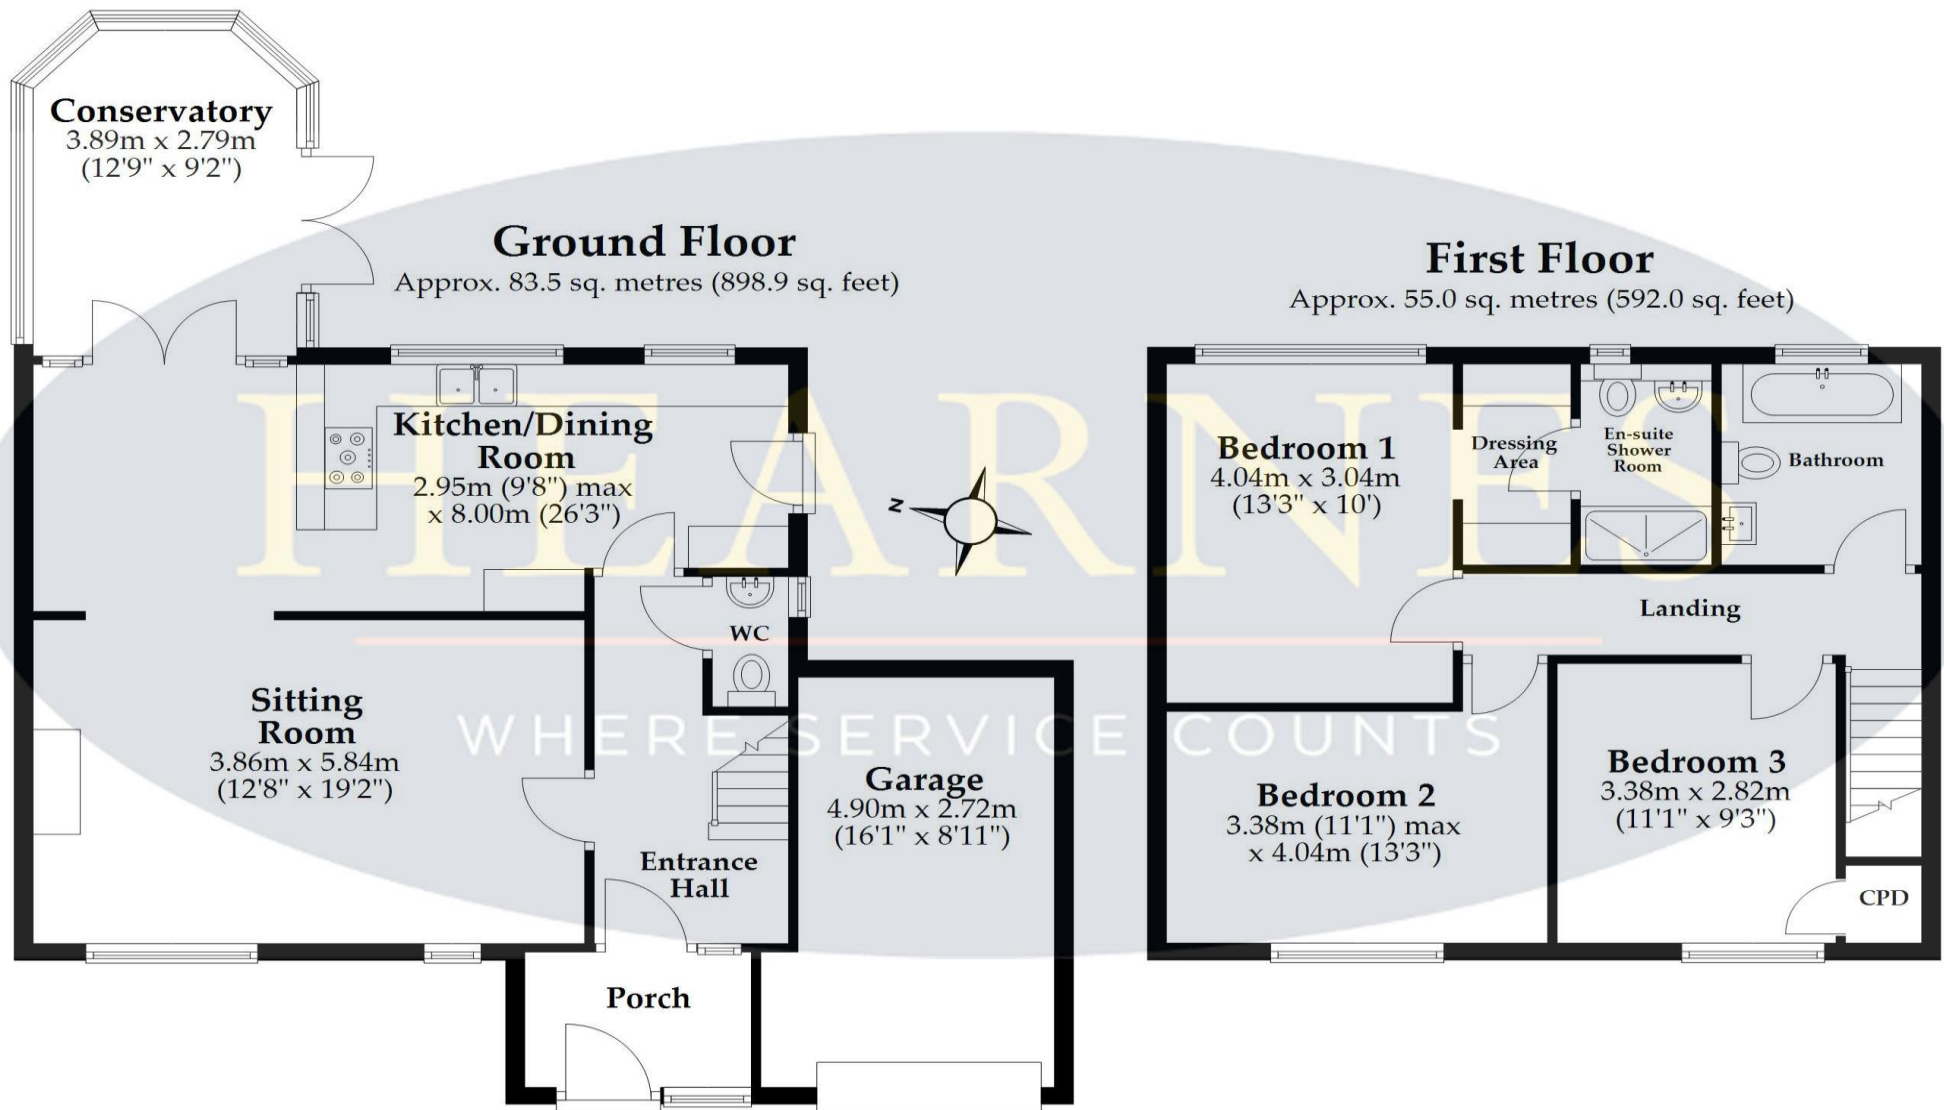 Conservatory
3.89m x 2.79m
(12'9" x 9'2")
Ground Floor
Approx. 83.5 sq. metres (898.9 sq. feet)
Kitchen/Dining
Room
2.95m (9'8") max
x 8.00m (26'3")
WC
Sitting
Room
3.86m x 5.84m
(12'8" x 19'2")
Entrance
Hall
Garage
4.90m x 2.72m
(16'1" x 8'11")
Porch
N
First Floor
Approx. 55.0 sq. metres (592.0 sq. feet)
Bedroom 1
4.04m x 3.04m
(13'3" x 10')
Dressing
Area
En-suite
Shower
Room
Bathroom
Landing
Bedroom 2
3.38m (11'1") max
x 4.04m (13'3")
Bedroom 3
3.38m x 2.82m
(11'1" x 9'3")
CPD
HEARNES
WHERE SERVICE COUNTS